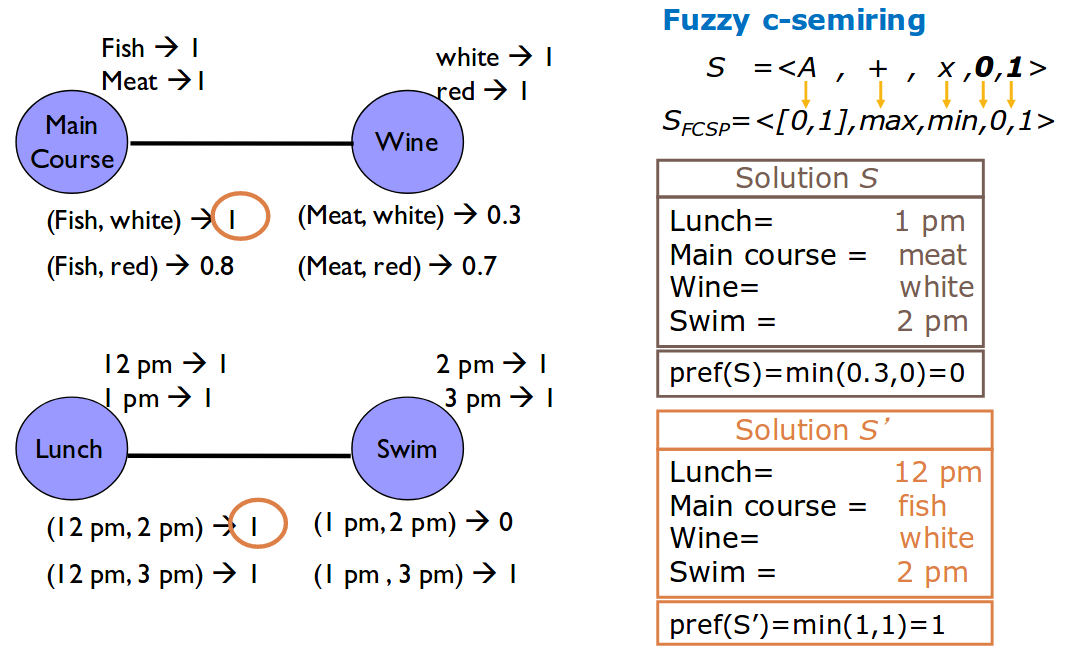 Fish → 1
Meat → 1
white → 1
red → 1
Main
Course
Wine
(Fish, white) → 1
(Meat, white) → 0.3
(Fish, red) → 0.8
(Meat, red) → 0.7
12 pm → 1
1 pm → 1
2 pm → 1
3 pm → 1
Lunch
Swim
(12 pm, 2 pm) → 1
(1 pm, 2 pm) → 0
(12 pm, 3 pm) → 1
(1 pm , 3 pm) → 1
Fuzzy c-semiring
S =<A , + , x ,0,1>
S_FCSP=<[0,1],max,min,0,1>
Solution S
Lunch= 1 pm
Main course = meat
Wine= white
Swim = 2 pm
pref(S)=min(0.3,0)=0
Solution S’
Lunch= 12 pm
Main course = fish
Wine= white
Swim = 2 pm
pref(S’)=min(1,1)=1